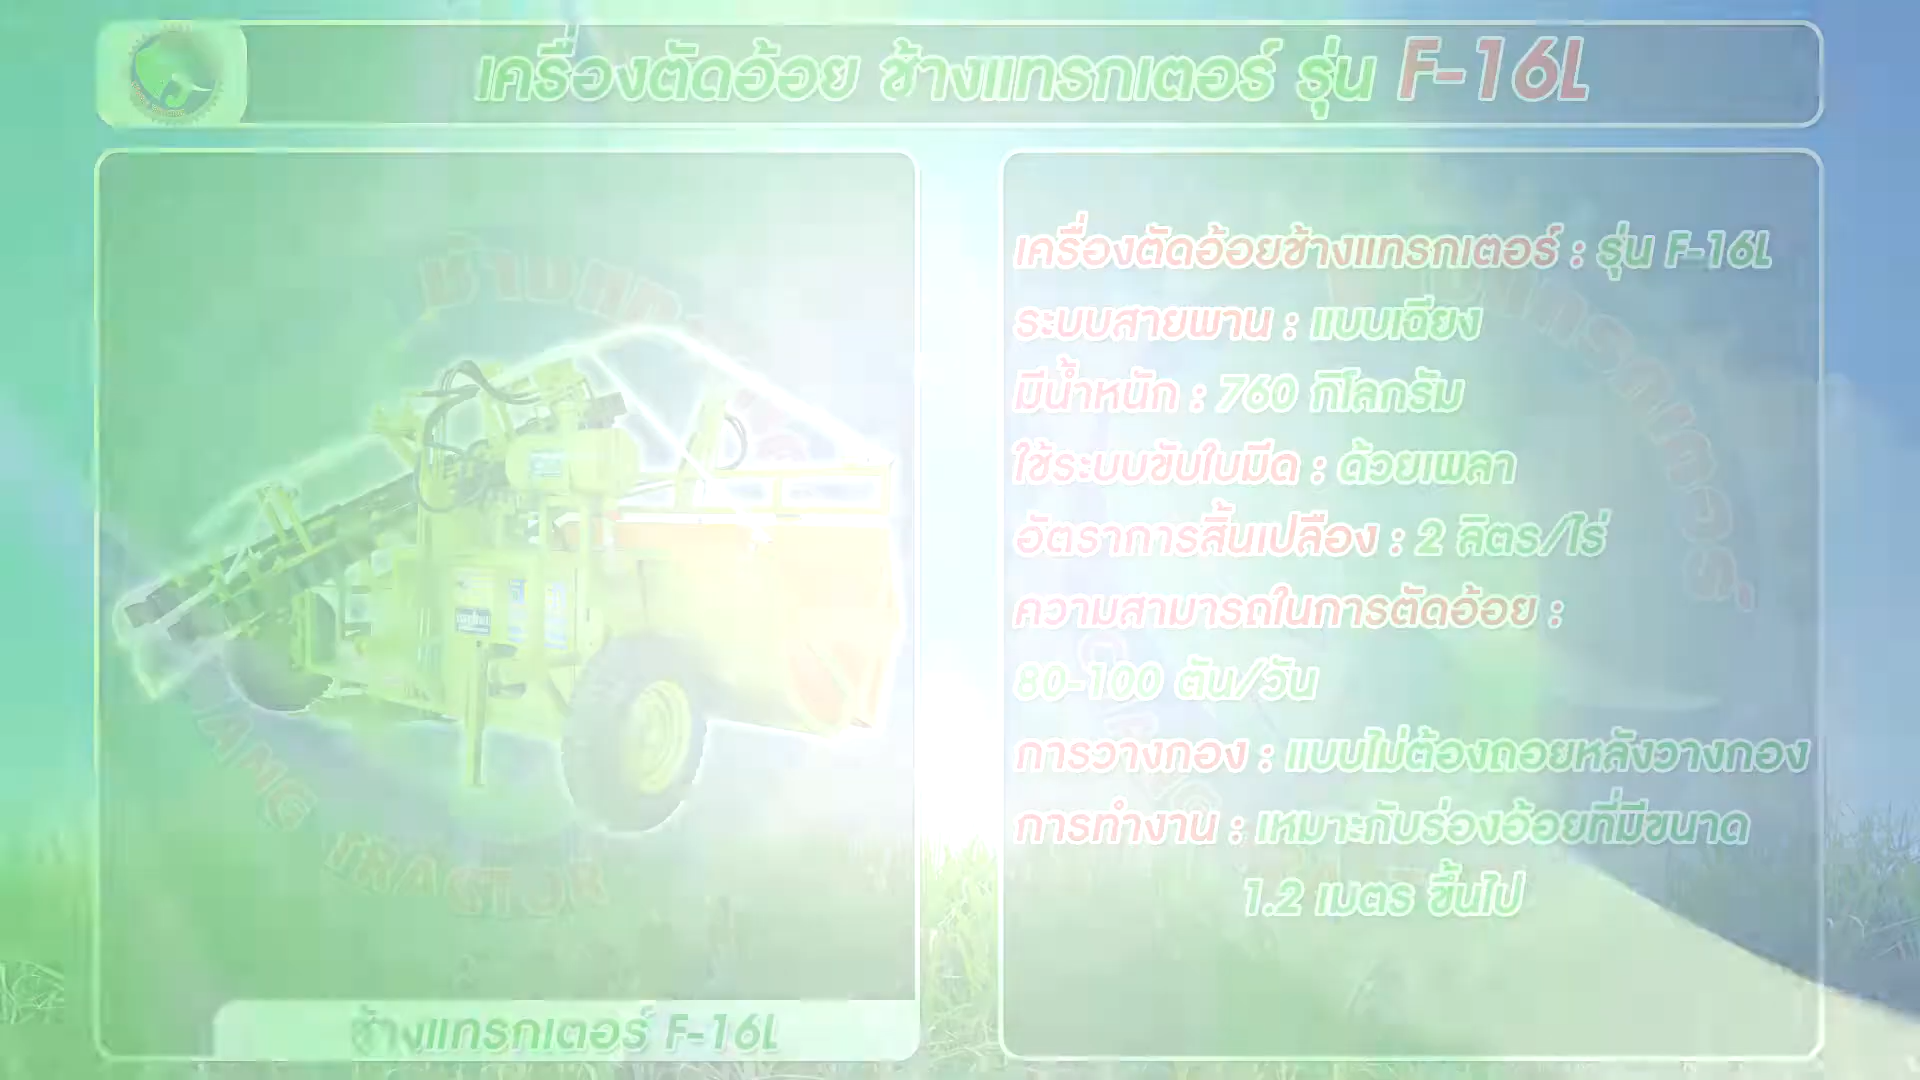 เครื่องตัดอ้อย ช้างแทรกเตอร์ รุ่น F-16L
เครื่องตัดอ้อยช้างแทรกเตอร์ : รุ่น F-16L
ระบบสายพาน : แบบเฉียง
มีน้ำหนัก : 760 กิโลกรัม
ใช้ระบบขับใบมีด : ด้วยเพลา
อัตราการสิ้นเปลือง : 2 ลิตร/ไร่
ความสามารถในการตัดอ้อย :
80-100 ตัน/วัน
การวางกอง : แบบไม่ต้องถอยหลังวางกอง
การทำงาน : เหมาะกับร่องอ้อยที่มีขนาด
1.2 เมตร ขึ้นไป
ช้างแทรกเตอร์ F-16L